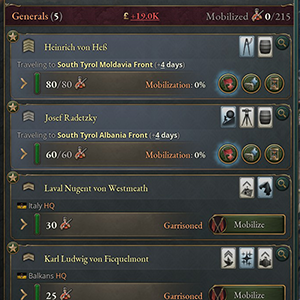 Generals (5) £ +19.0K Mobilized 0/215
Heinrich von Heß
Traveling to South Tyrol Moldavia Front (+4 days)
80/80 Mobilization: 0%
Josef Radetzky
Traveling to South Tyrol Albania Front (+4 days)
60/60 Mobilization: 0%
Laval Nugent von Westmeath
Italy HQ
30 Garrisoned Mobilize
Karl Ludwig von Ficquelmont
Balkans HQ
25 Garrisoned Mobilize